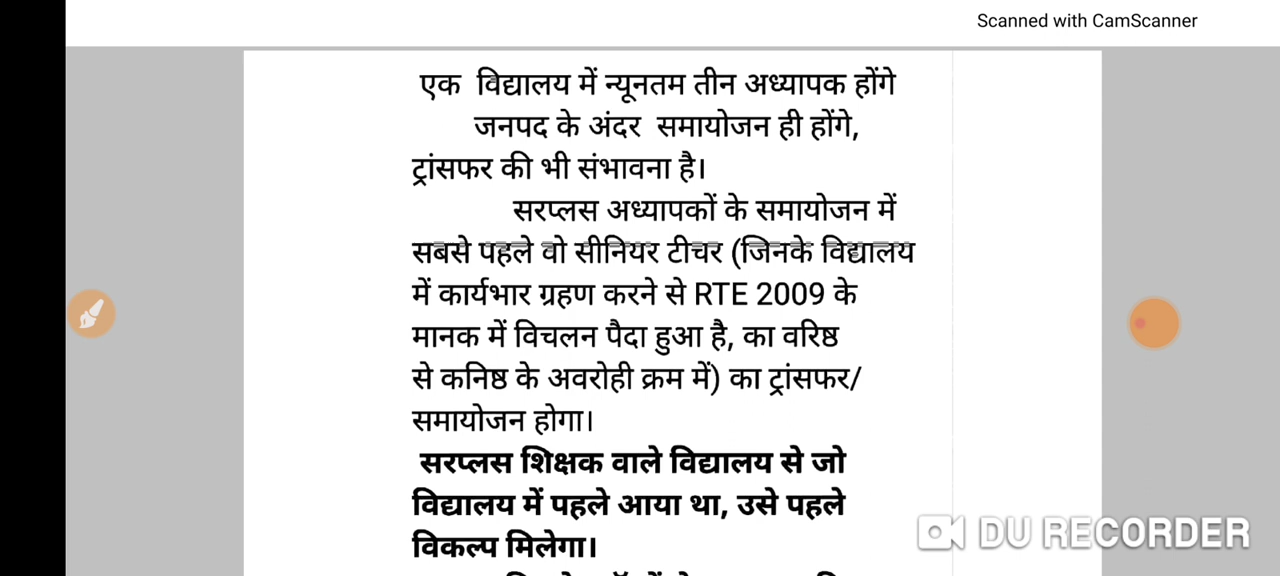 Scanned with CamScanner
एक विद्यालय में न्यूनतम तीन अध्यापक होंगे
जनपद के अंदर समायोजन ही होंगे,
ट्रांसफर की भी संभावना है।
सरप्लस अध्यापकों के समायोजन में
सबसे पहले वो सीनियर टीचर (जिनके विद्यालय
में कार्यभार ग्रहण करने से RTE 2009 के
मानक में विचलन पैदा हुआ है, का वरिष्ठ
से कनिष्ठ के अवरोही क्रम में) का ट्रांसफर/
समायोजन होगा।
सरप्लस शिक्षक वाले विद्यालय से जो
विद्यालय में पहले आया था, उसे पहले
विकल्प मिलेगा।
DU RECORDER